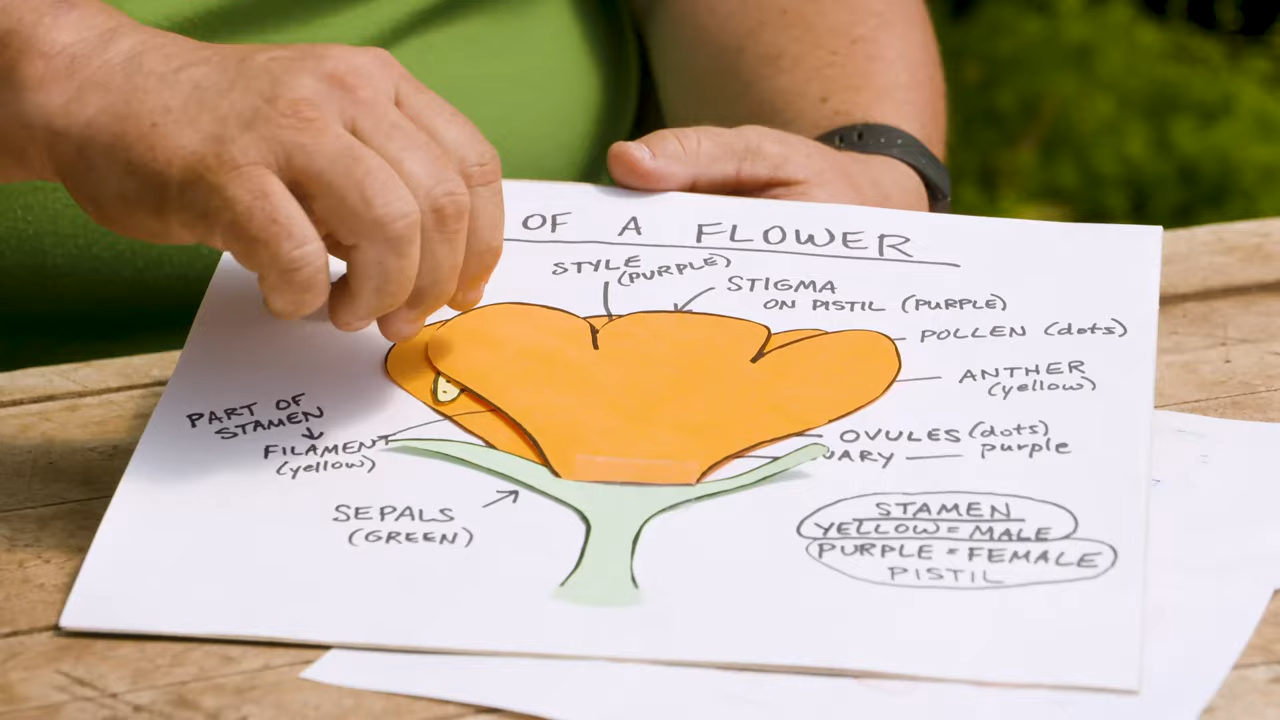 OF A FLOWER
STYLE
(PURPLE)
STIGMA
ON PISTIL (PURPLE)
POLLEN (dots)
ANTHER
(yellow)
PART OF
STAMEN
FILAMENT
(yellow)
OVULES (dots)
VARY — purple
SEPALS
(GREEN)
STAMEN
YELLOW = MALE
PURPLE = FEMALE
PISTIL